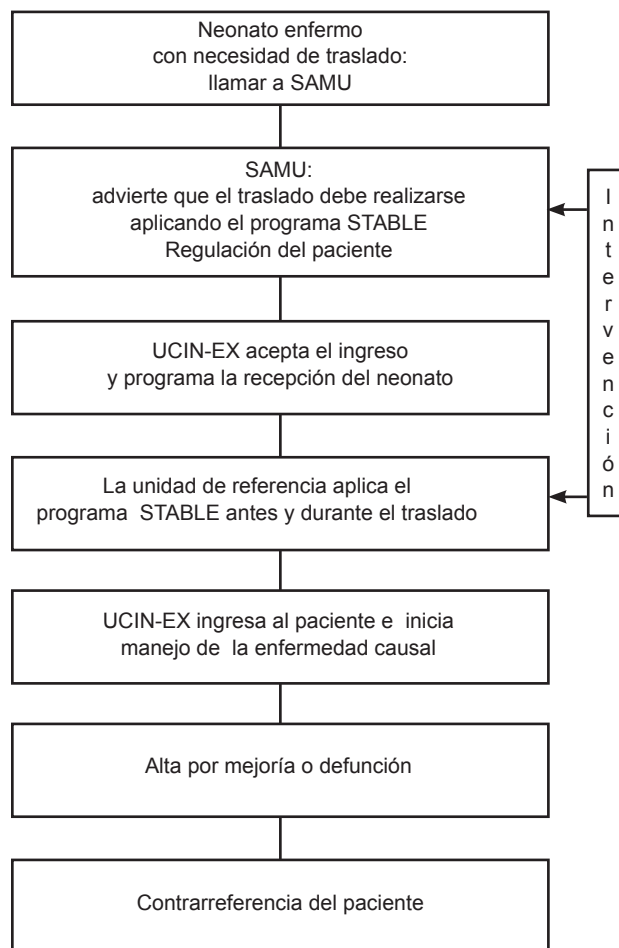 Neonato enfermo
con necesidad de traslado:
llamar a SAMU
SAMU:
advierte que el traslado debe realizarse
aplicando el programa STABLE
Regulación del paciente
Intervención
UCIN-EX acepta el ingreso
y programa la recepción del neonato
La unidad de referencia aplica el
programa STABLE antes y durante el traslado
UCIN-EX ingresa al paciente e inicia
manejo de la enfermedad causal
Alta por mejoría o defunción
Contrarreferencia del paciente